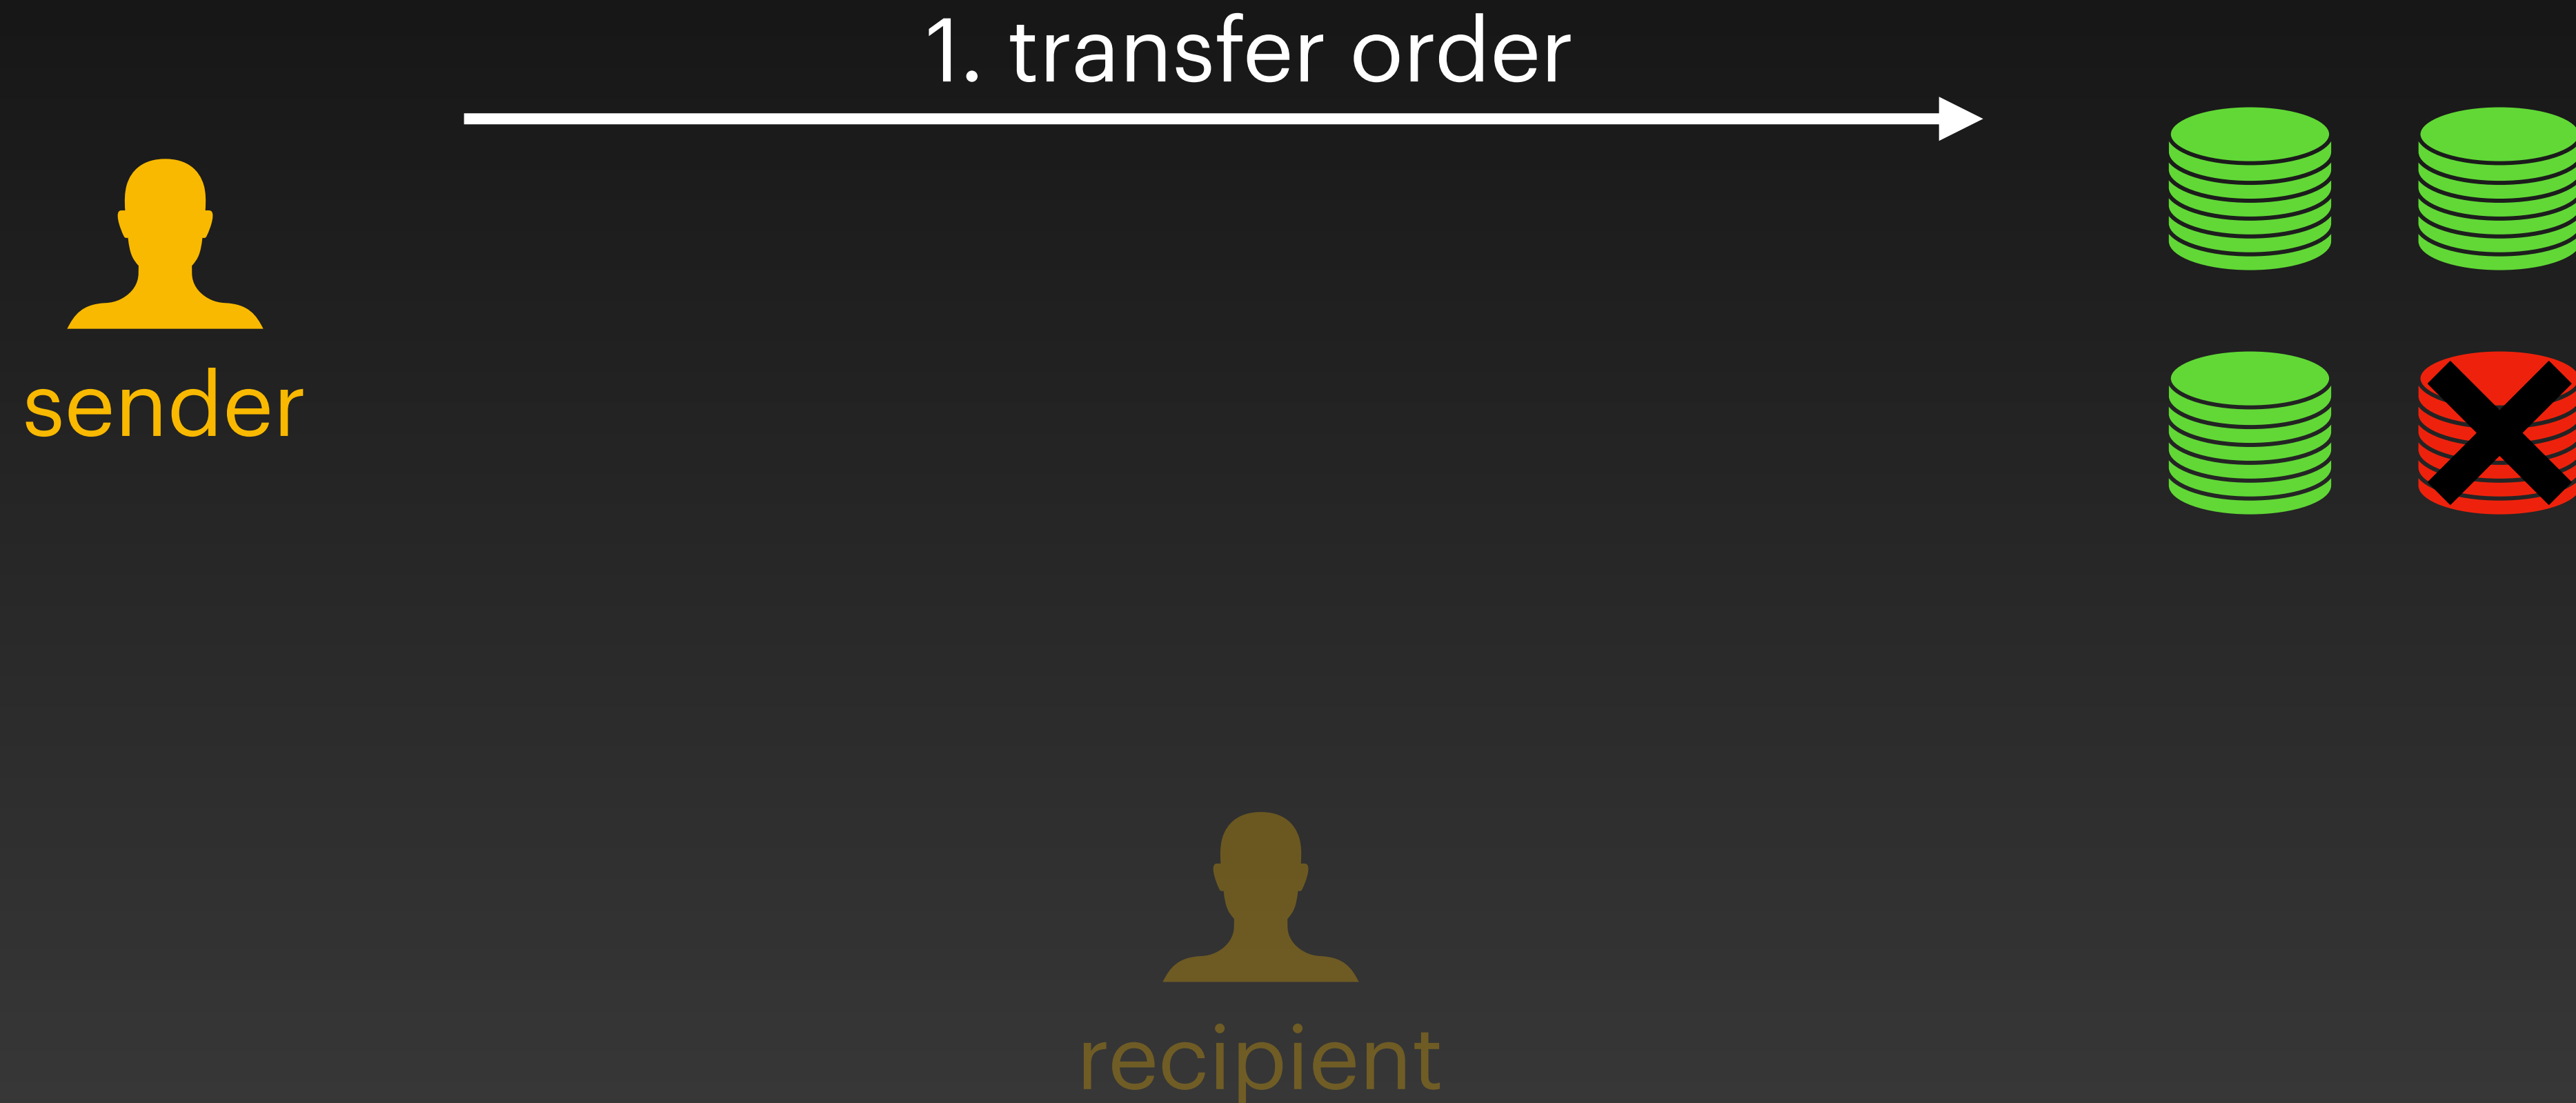 1. transfer order
sender
recipient